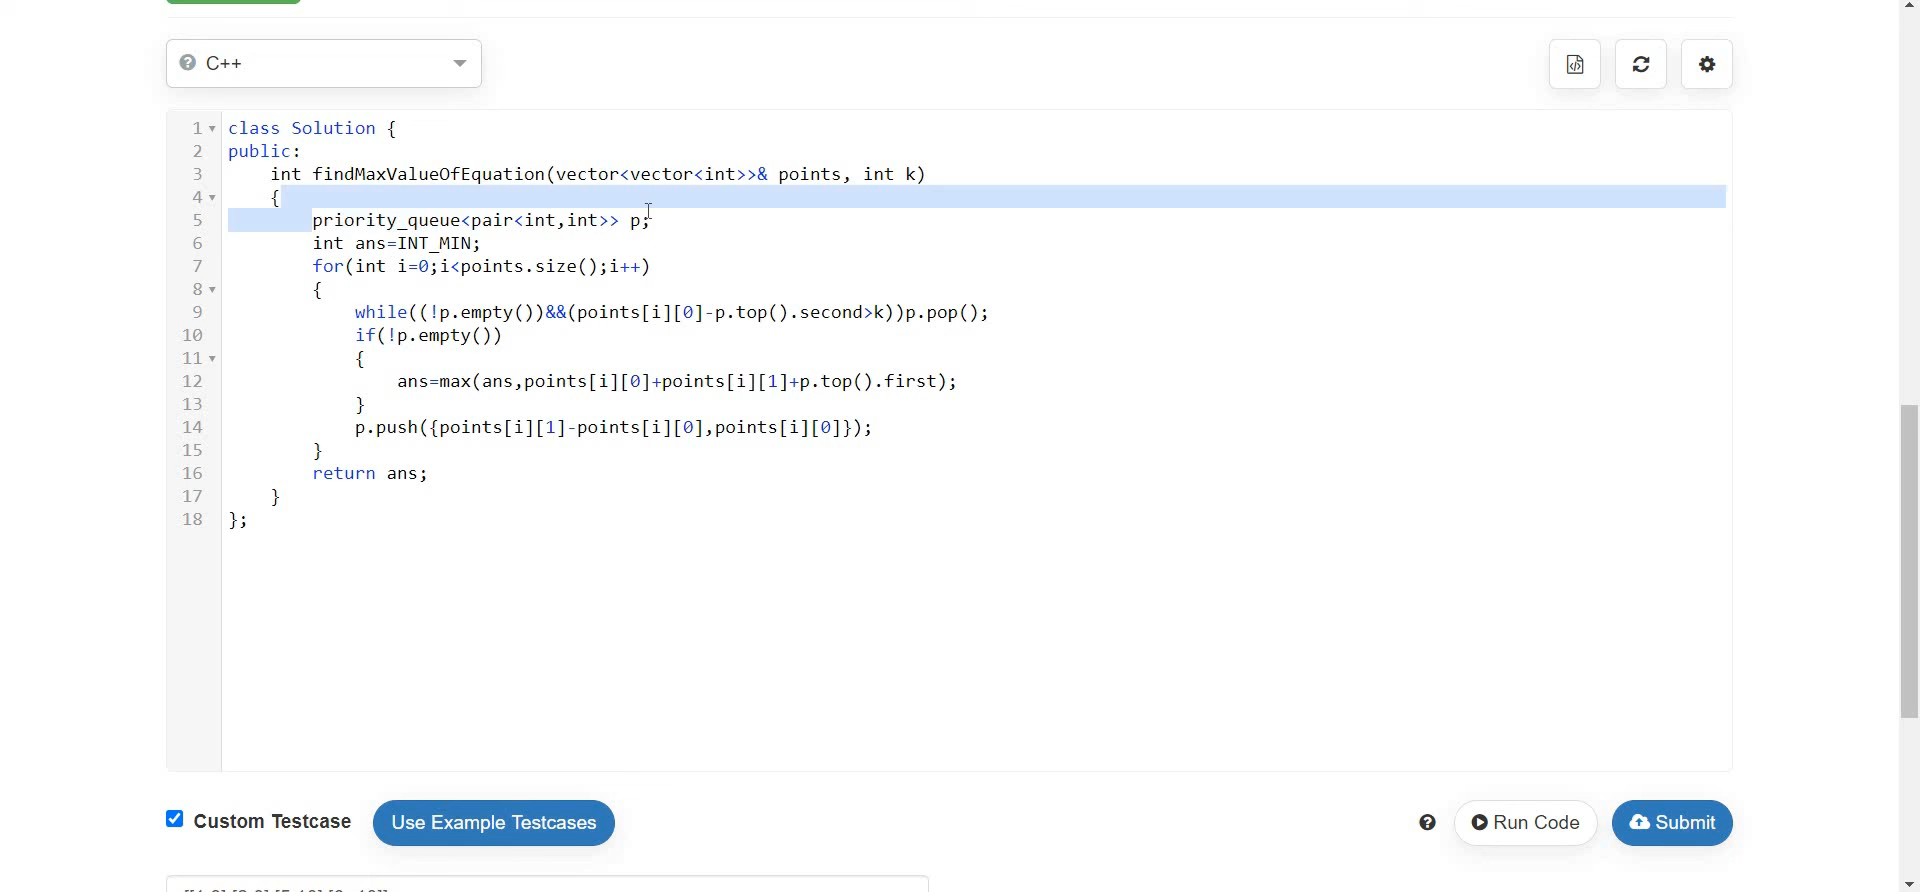 C++
1 class Solution {
2 public:
3     int findMaxValueOfEquation(vector<vector<int>>& points, int k)
4     {
5         priority_queue<pair<int,int>> p;
6         int ans=INT_MIN;
7         for(int i=0;i<points.size();i++)
8         {
9             while((!p.empty())&&(points[i][0]-p.top().second>k))p.pop();
10             if(!p.empty())
11             {
12                 ans=max(ans,points[i][0]+points[i][1]+p.top().first);
13             }
14             p.push({points[i][1]-points[i][0],points[i][0]});
15         }
16         return ans;
17     }
18 };
Custom Testcase Use Example Testcases Run Code Submit